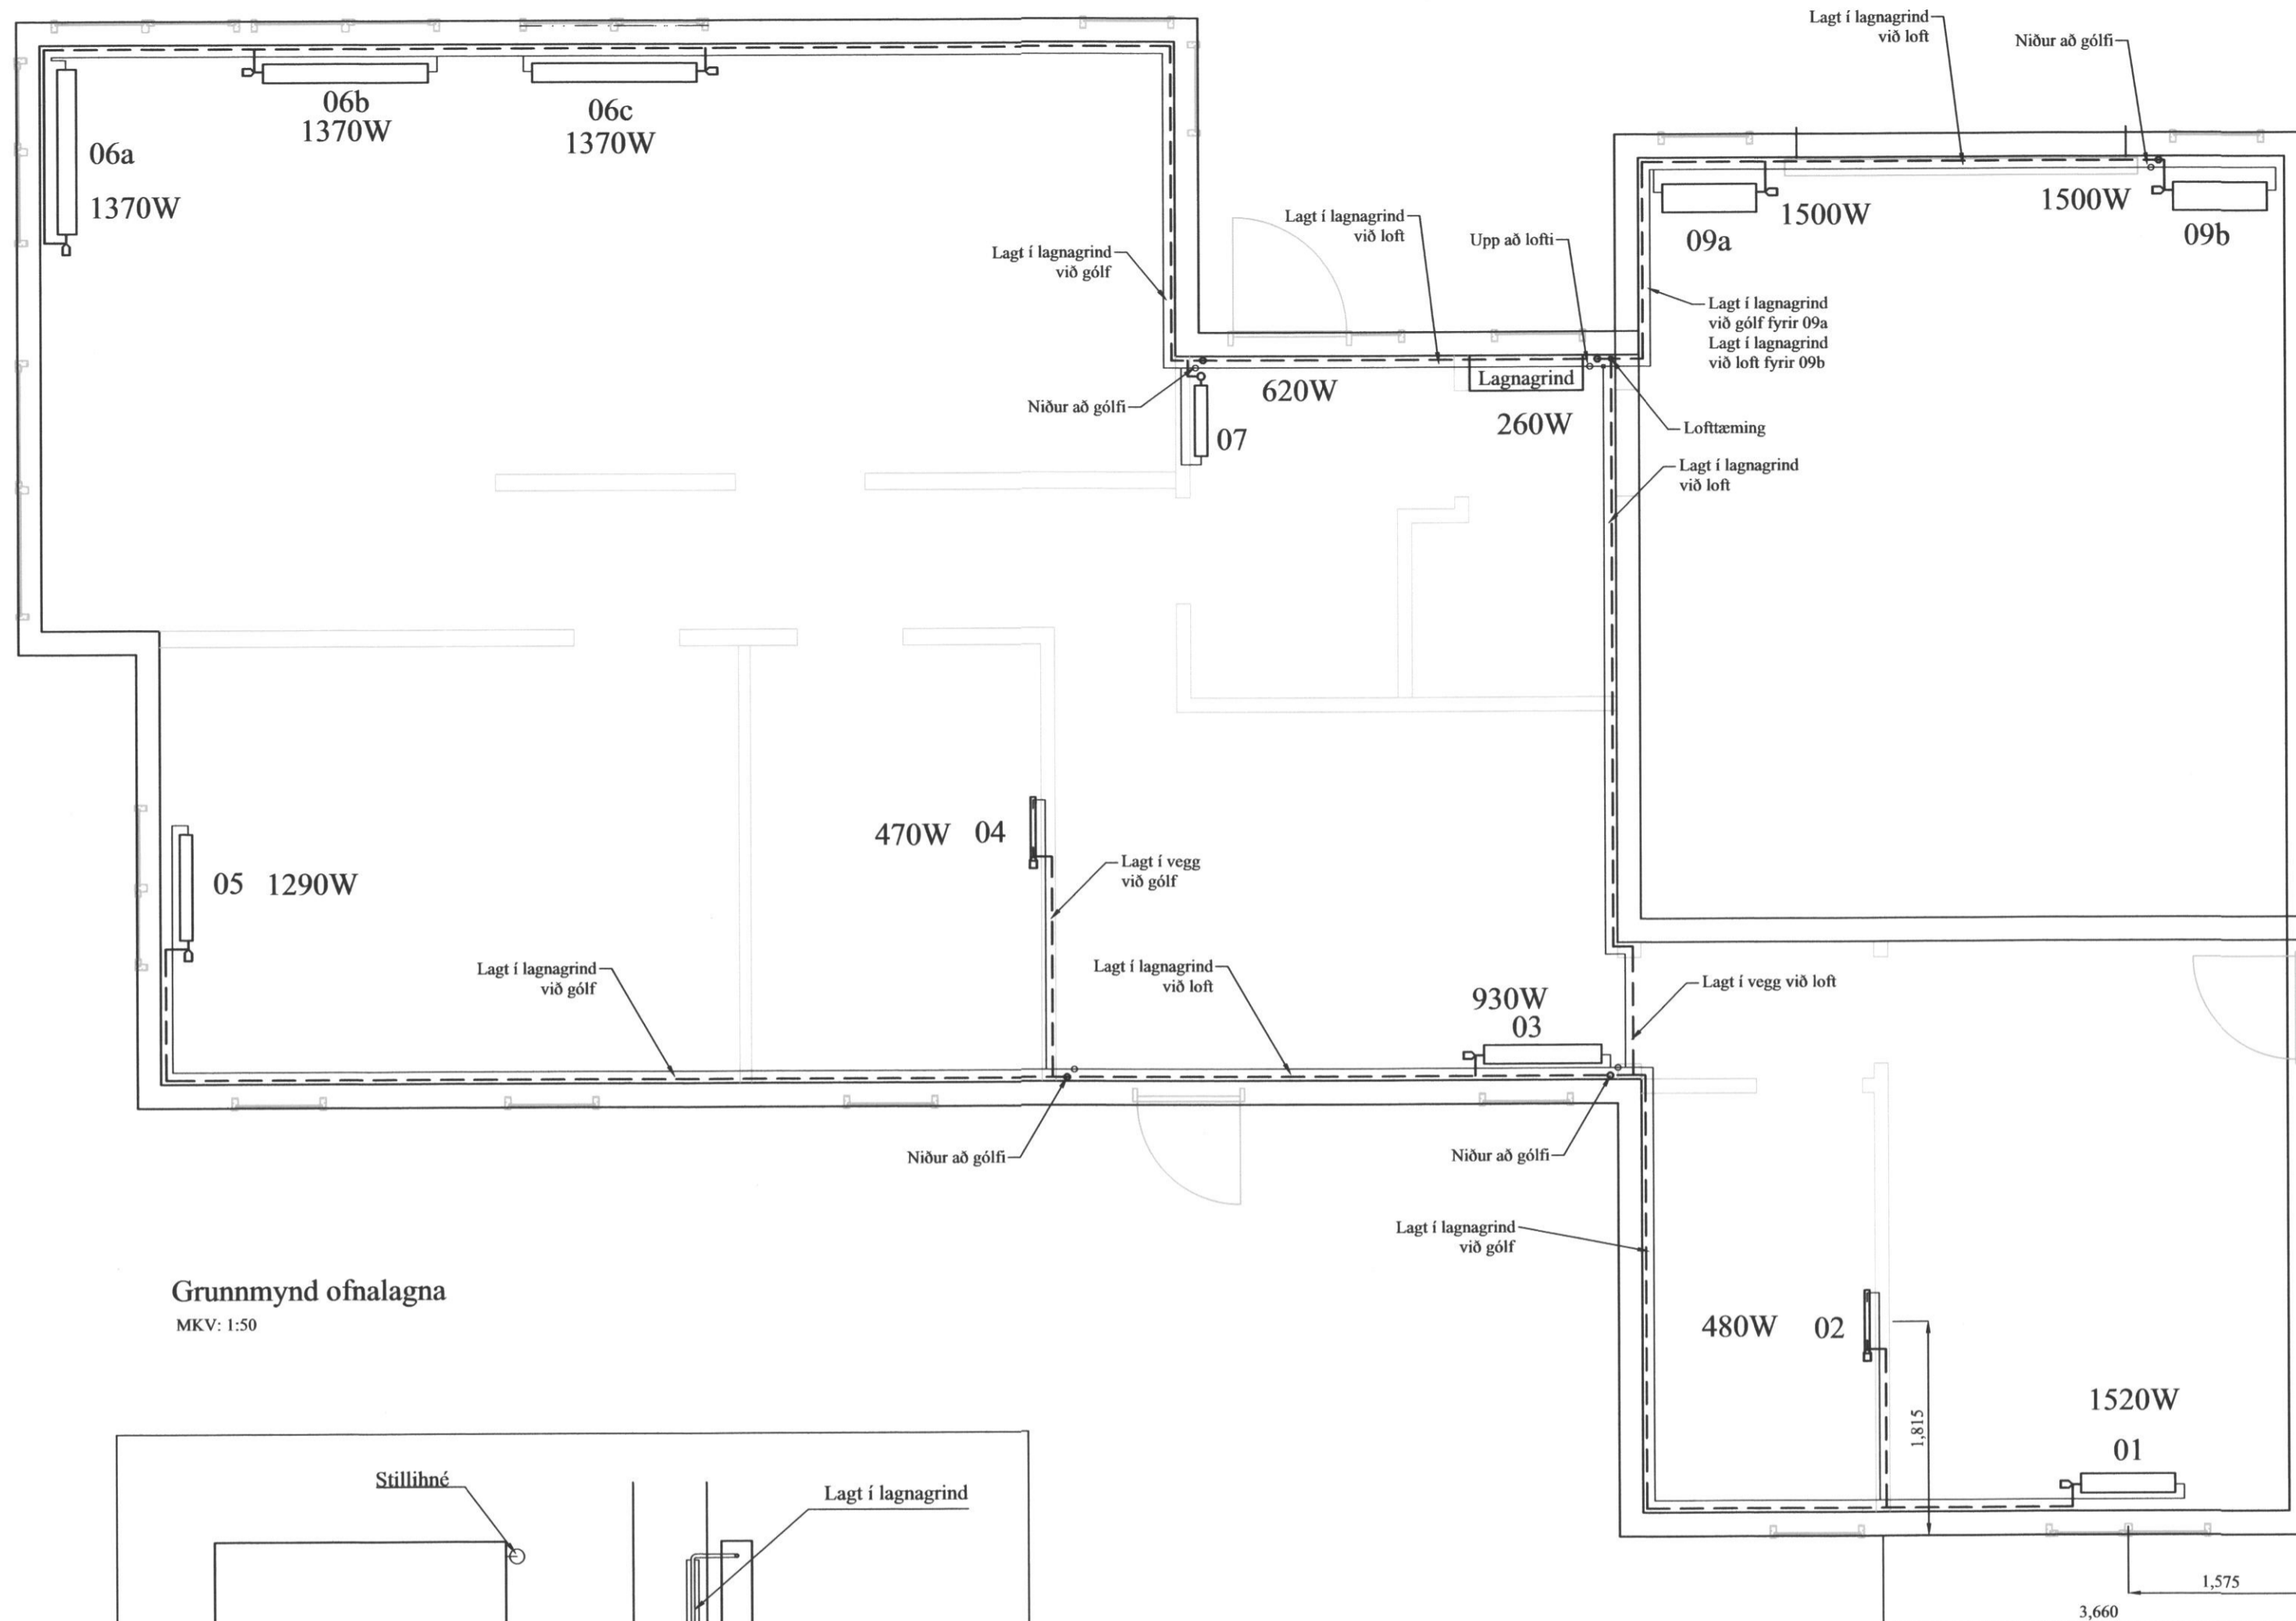 Lagt í lagnagrind
við loft
Niður að gólfi
06b
1370W
06c
1370W
06a
1370W
1500W
09a
1500W
09b
Lagt í lagnagrind
við loft
Upp að lofti
Lagt í lagnagrind
við gólf
Lagt í lagnagrind
við gólf fyrir 09a
Lagt í lagnagrind
við loft fyrir 09b
Niður að gólfi
620W
07
Lagnagrind
260W
Lofttæming
Lagt í lagnagrind
við loft
470W 04
Lagt í vegg
við gólf
05 1290W
Lagt í lagnagrind
við gólf
Lagt í lagnagrind
við loft
930W
03
Lagt í vegg við loft
Niður að gólfi
Niður að gólfi
Lagt í lagnagrind
við gólf
Grunnmynd ofnalagna
MKV: 1:50
480W 02
1,815
1520W
01
Stillihné
Lagt í lagnagrind
1,575
3,660